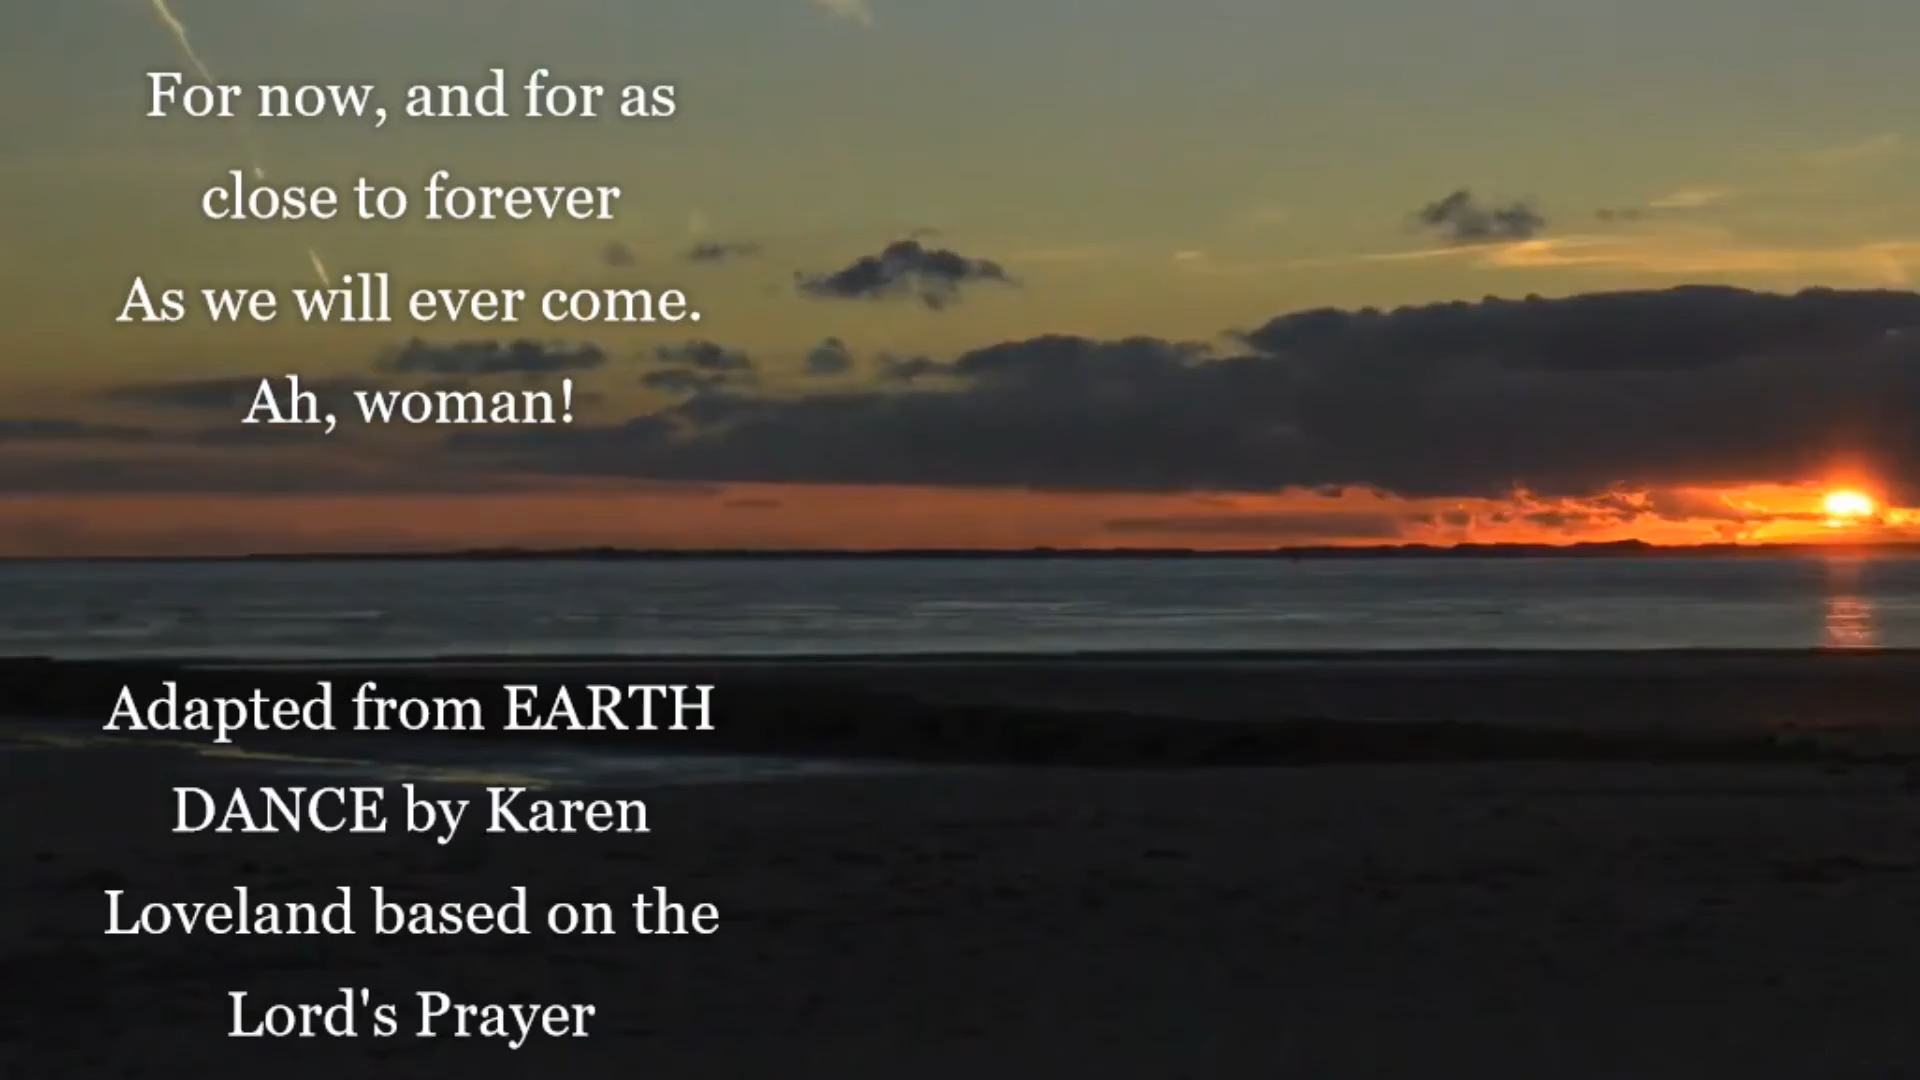 For now, and for as
close to forever
As we will ever come.
Ah, woman!
Adapted from EARTH
DANCE by Karen
Loveland based on the
Lord's Prayer